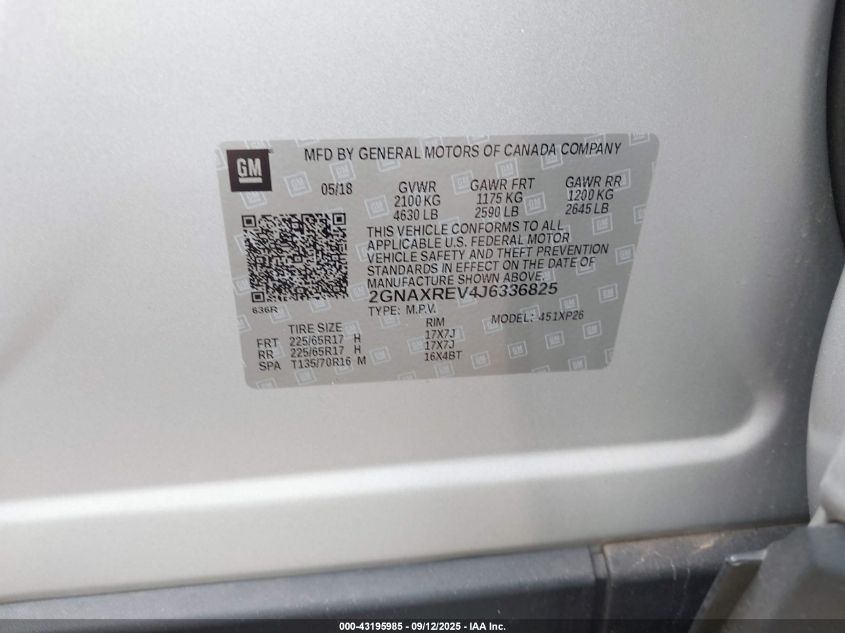 GM
MFD BY GENERAL MOTORS OF CANADA COMPANY
05/18 GVWR GAWR FRT GAWR RR
2100 KG 1175 KG 1200 KG
4630 LB 2590 LB 2645 LB
THIS VEHICLE CONFORMS TO ALL
APPLICABLE U.S. FEDERAL MOTOR
VEHICLE SAFETY AND THEFT PREVENTION
STANDARDS IN EFFECT ON THE DATE OF
MANUFACTURE SHOWN ABOVE.
2GNAXREV4J6336825
636R
TYPE: M.P.V. MODEL: 451XP26
TIRE SIZE RIM
FRT 225/65R17 H 17X7J
RR 225/65R17 H 17X7J
SPA T135/70R16 M 16X4BT
000-43195985 - 09/12/2025 - IAA Inc.